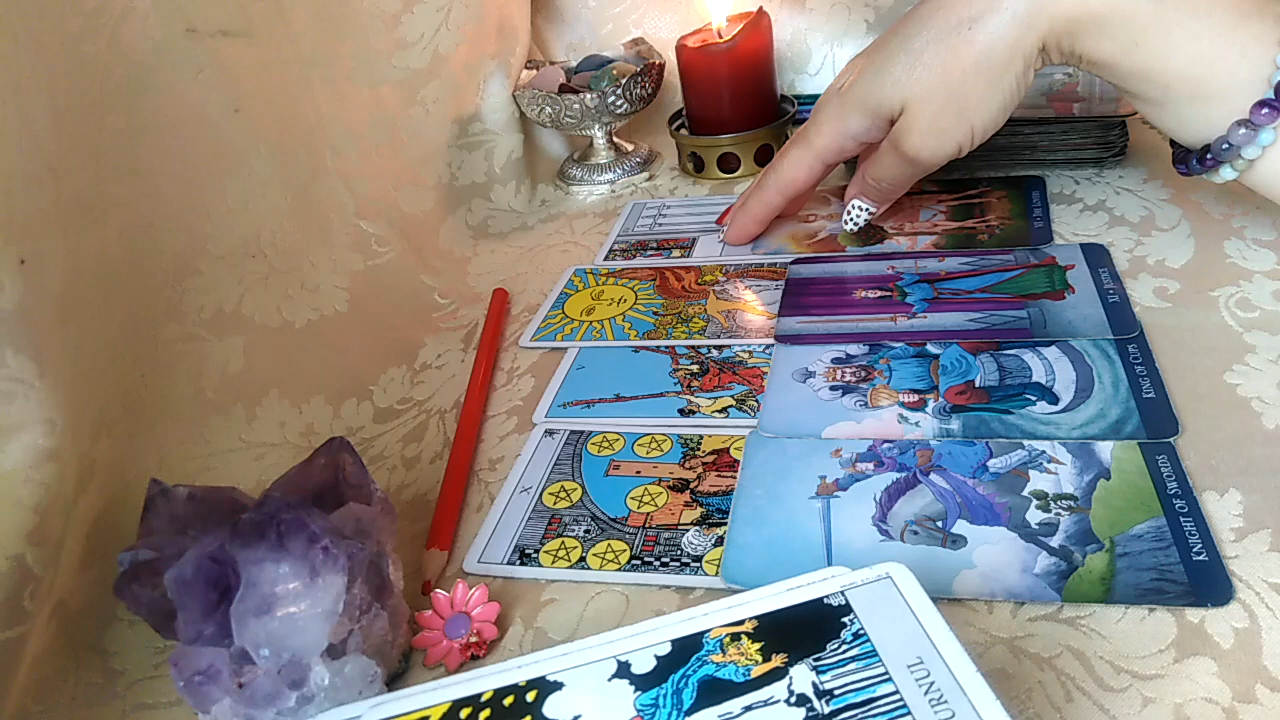 VI • THE LOVERS
XI • JUSTICE
V
KING OF CUPS
X
KNIGHT OF SWORDS
URNUL